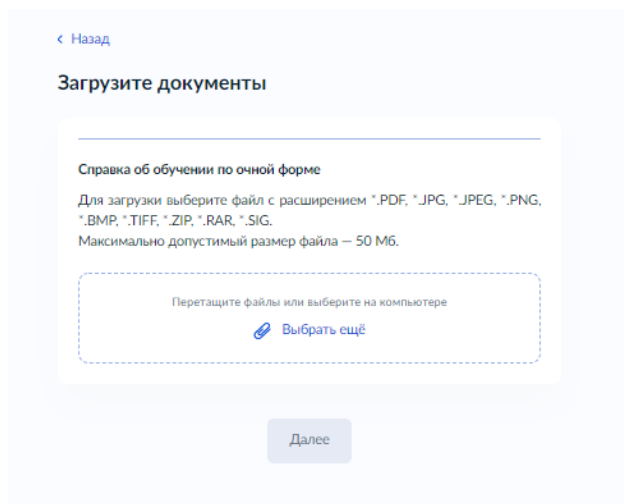 Назад
Загрузите документы
Справка об обучении по очной форме
Для загрузки выберите файл с расширением *.PDF, *.JPG, *.JPEG, *.PNG,
*.BMP, *.TIFF, *.ZIP, *.RAR, *.SIG.
Максимально допустимый размер файла — 50 Мб.
Перетащите файлы или выберите на компьютере
Выбрать ещё
Далее